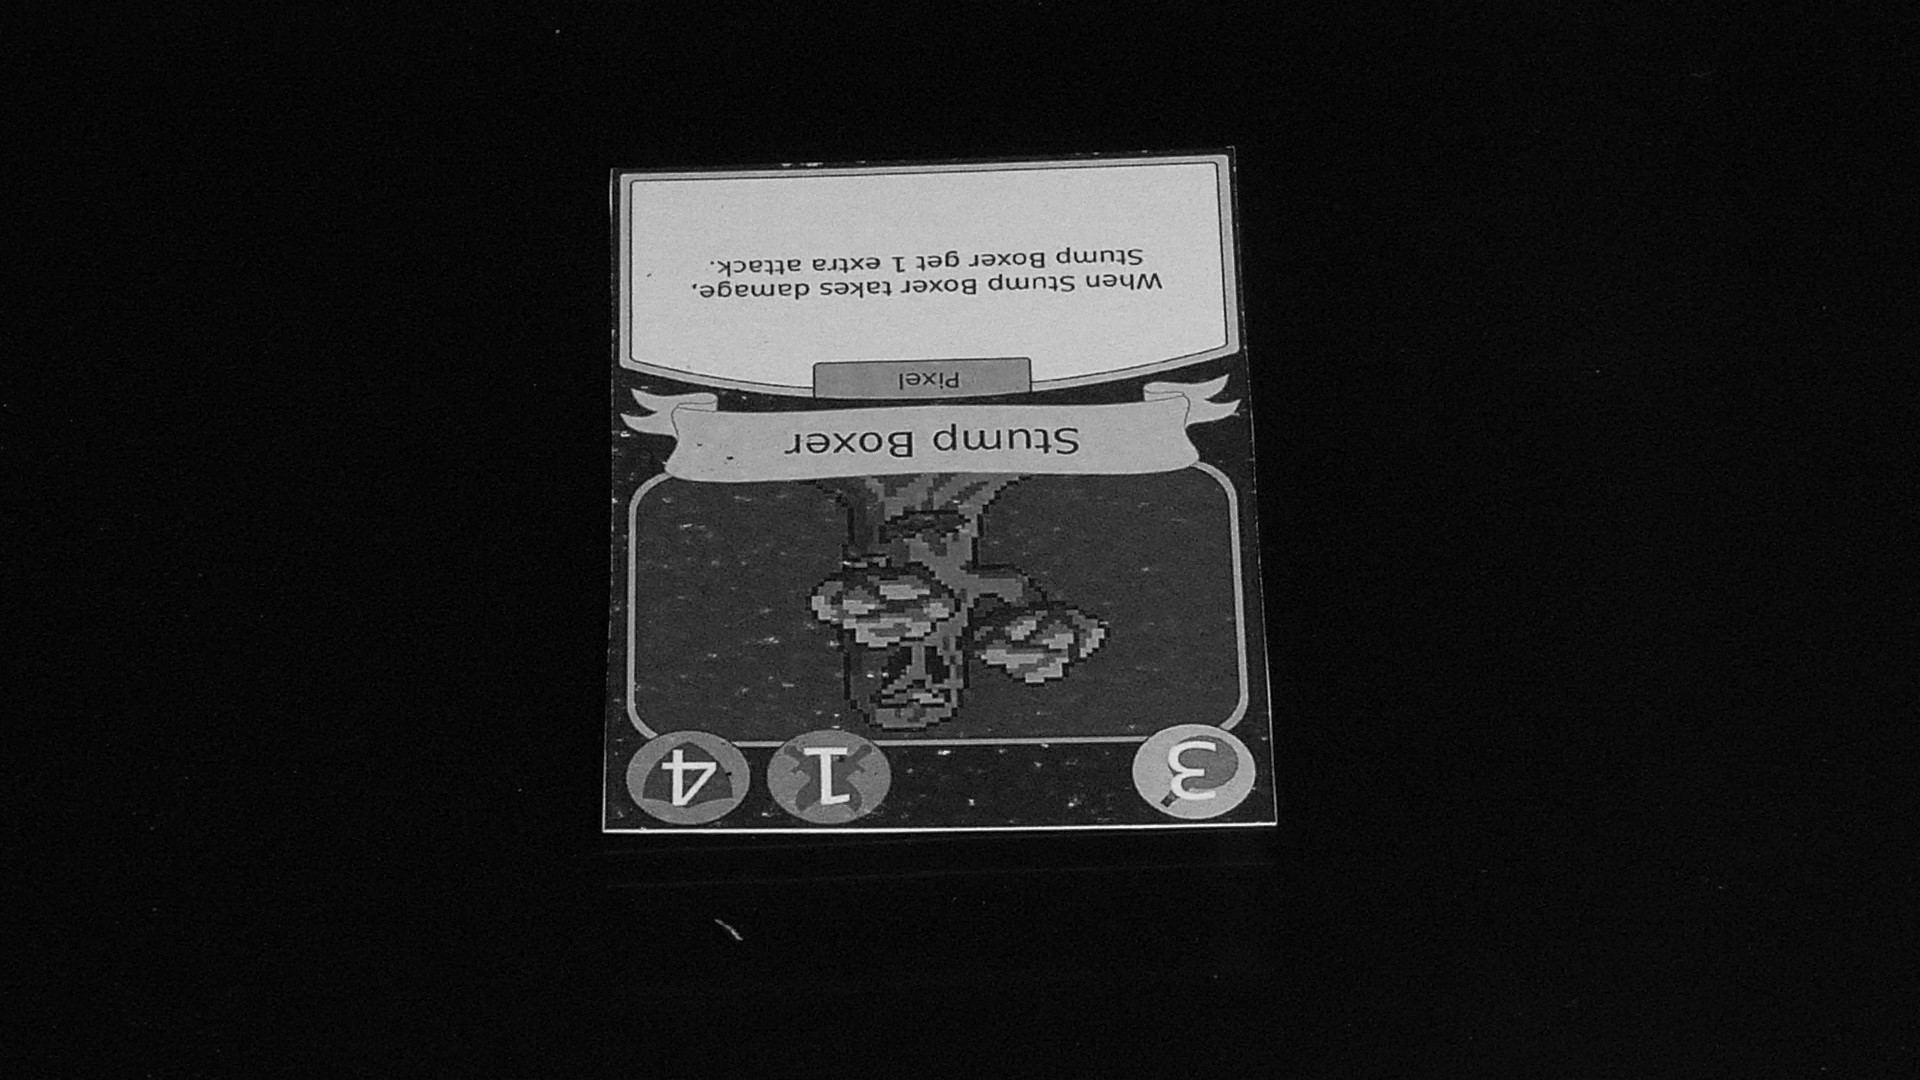 3 1 4
Stump Boxer
Pixel
When Stump Boxer takes damage,
Stump Boxer get 1 extra attack.